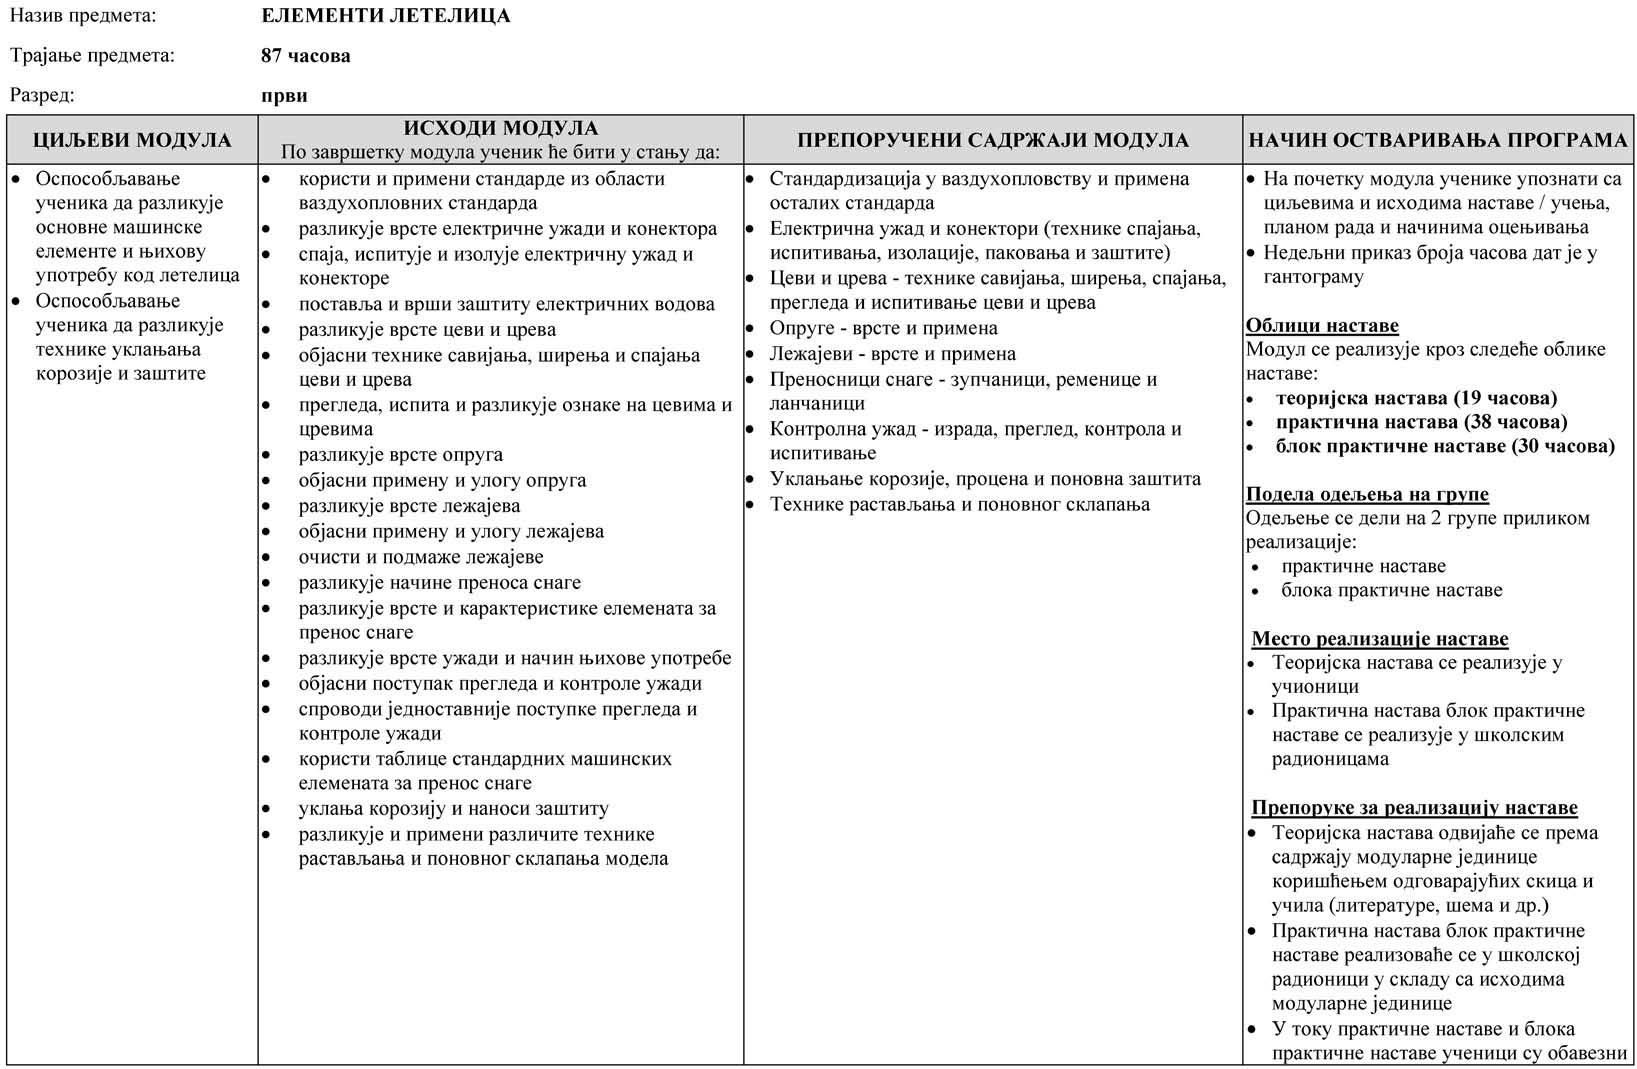 Назив предмета: ЕЛЕМЕНТИ ЛЕТЕЛИЦА
Трајање предмета: 87 часова
Разред: први
ЦИЉЕВИ МОДУЛА
ИСХОДИ МОДУЛА
По завршетку модула ученик ће бити у стању да:
ПРЕПОРУЧЕНИ САДРЖАЈИ МОДУЛА
НАЧИН ОСТВАРИВАЊА ПРОГРАМА
• Оспособљавање
ученика да разликује
основне машинске
елементе и њихову
употребу код летелица
• Оспособљавање
ученика да разликује
технике уклањања
корозије и заштите
• користи и примени стандарде из области
ваздухопловних стандарда
• разликује врсте електричне ужади и конектора
• спаја, испитује и изолује електричну ужад и
конекторе
• поставља и врши заштиту електричних водова
• разликује врсте цеви и црева
• објасни технике савијања, ширења и спајања
цеви и црева
• прегледа, испита и разликује ознаке на цевима и
цревима
• разликује врсте опруга
• објасни примену и улогу опруга
• разликује врсте лежајева
• објасни примену и улогу лежајева
• очисти и подмаже лежајеве
• разликује начине преноса снаге
• разликује врсте и карактеристике елемената за
пренос снаге
• разликује врсте ужади и начин њихове употребе
• објасни поступак прегледа и контроле ужади
• спроводи једноставније поступке прегледа и
контроле ужади
• користи таблице стандардних машинских
елемената за пренос снаге
• уклања корозију и наноси заштиту
• разликује и примени различите технике
растављања и поновног склапања модела
• Стандардизација у ваздухопловству и примена
осталих стандарда
• Електрична ужад и конектори (технике спајања,
испитивања, изолације, паковања и заштите)
• Цеви и црева - технике савијања, ширења, спајања,
прегледа и испитивање цеви и црева
• Опруге - врсте и примена
• Лежајеви - врсте и примена
• Преносници снаге - зупчаници, ременице и
ланчаници
• Контролна ужад - израда, преглед, контрола и
испитивање
• Уклањање корозије, процена и поновна заштита
• Технике растављања и поновног склапања
• На почетку модула ученике упознати са
циљевима и исходима наставе / учења,
планом рада и начинима оцењивања
• Недељни приказ броја часова дат је у
гантограму
Облици наставе
Модул се реализује кроз следеће облике
наставе:
• теоријска настава (19 часова)
• практична настава (38 часова)
• блок практичне наставе (30 часова)
Подела одељења на групе
Одељење се дели на 2 групе приликом
реализације:
• практичне наставе
• блока практичне наставе
Место реализације наставе
• Теоријска настава се реализује у
учионици
• Практична настава блок практичне
наставе се реализује у школским
радионицама
Препоруке за реализацију наставе
• Теоријска настава одвијаће се према
садржају модуларне јединице
коришћењем одговарајућих скица и
учила (литературе, шема и др.)
• Практична настава блок практичне
наставе реализоваће се у школској
радионици у складу са исходима
модуларне јединице
• У току практичне наставе и блока
практичне наставе ученици су обавезни